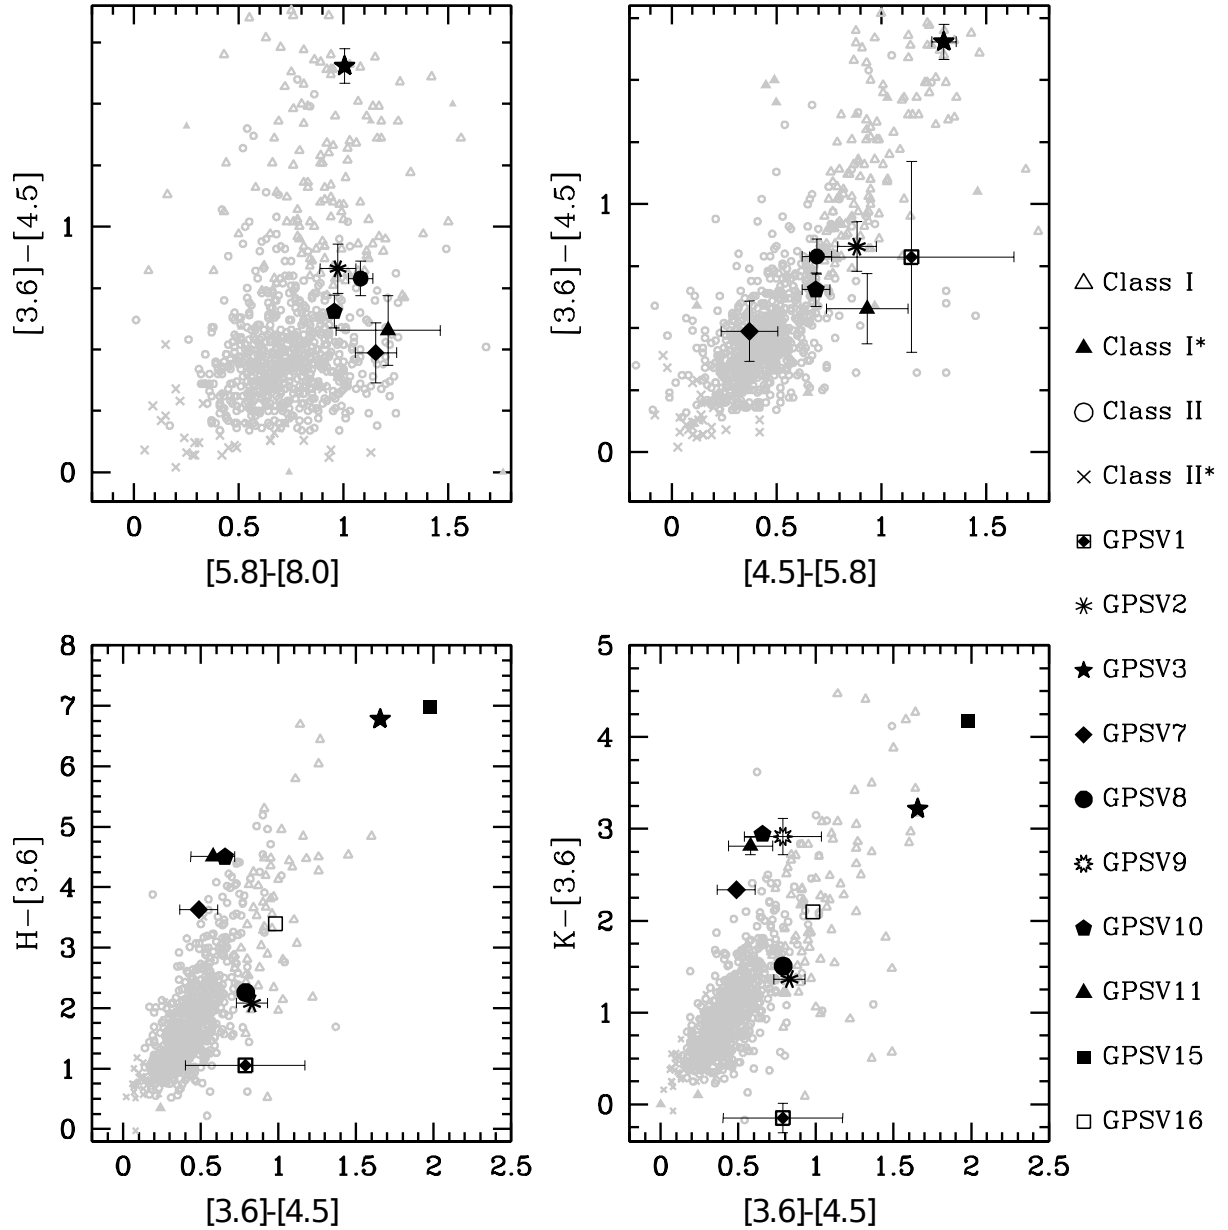 [3.6]−[4.5]
1
0
0 0.5 1 1.5
[5.8]-[8.0]
[3.6]−[4.5]
1
0
0 0.5 1 1.5
[4.5]-[5.8]
H−[3.6]
8
7
6
5
4
3
2
1
0
0 0.5 1 1.5 2 2.5
[3.6]-[4.5]
K−[3.6]
5
4
3
2
1
0
0 0.5 1 1.5 2 2.5
[3.6]-[4.5]
Class I
Class I*
Class II
Class II*
GPSV1
GPSV2
GPSV3
GPSV7
GPSV8
GPSV9
GPSV10
GPSV11
GPSV15
GPSV16